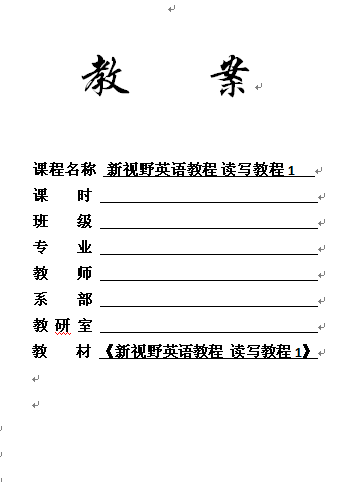 教 案
课程名称 新视野英语教程 读写教程 1
课 时
班 级
专 业
教 师
系 部
教 研 室
教 材 《新视野英语教程 读写教程 1》